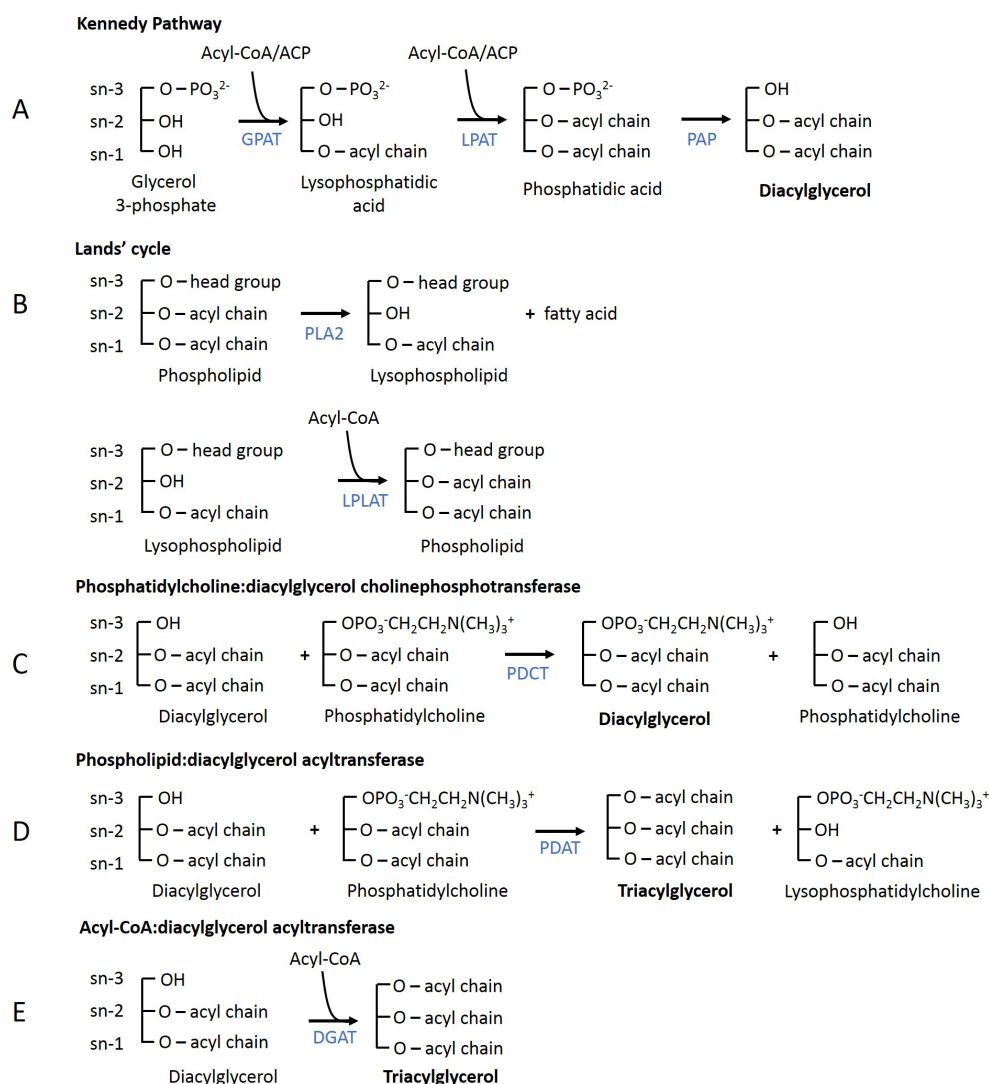 Kennedy Pathway
Acyl-CoA/ACP Acyl-CoA/ACP
A
sn-3 O – PO₃²⁻ O – PO₃²⁻ O – PO₃²⁻ OH
sn-2 OH OH O – acyl chain O – acyl chain
sn-1 OH O – acyl chain O – acyl chain O – acyl chain
GPAT LPAT PAP
Glycerol
3-phosphate
Lysophosphatidic
acid
Phosphatidic acid
Diacylglycerol
Lands’ cycle
B
sn-3 O – head group O – head group
sn-2 O – acyl chain OH + fatty acid
sn-1 O – acyl chain O – acyl chain
PLA2
Phospholipid Lysophospholipid
Acyl-CoA
sn-3 O – head group O – head group
sn-2 OH O – acyl chain
sn-1 O – acyl chain O – acyl chain
LPLAT
Lysophospholipid Phospholipid
Phosphatidylcholine:diacylglycerol cholinephosphotransferase
C
sn-3 OH OPO₃⁻CH₂CH₂N(CH₃)₃⁺ OPO₃⁻CH₂CH₂N(CH₃)₃⁺ OH
sn-2 O – acyl chain + O – acyl chain O – acyl chain + O – acyl chain
sn-1 O – acyl chain O – acyl chain O – acyl chain O – acyl chain
PDCT
Diacylglycerol Phosphatidylcholine Diacylglycerol Phosphatidylcholine
Phospholipid:diacylglycerol acyltransferase
D
sn-3 OH OPO₃⁻CH₂CH₂N(CH₃)₃⁺ O – acyl chain OPO₃⁻CH₂CH₂N(CH₃)₃⁺
sn-2 O – acyl chain + O – acyl chain O – acyl chain + OH
sn-1 O – acyl chain O – acyl chain O – acyl chain O – acyl chain
PDAT
Diacylglycerol Phosphatidylcholine Triacylglycerol Lysophosphatidylcholine
Acyl-CoA:diacylglycerol acyltransferase
Acyl-CoA
E
sn-3 OH O – acyl chain
sn-2 O – acyl chain O – acyl chain
sn-1 O – acyl chain O – acyl chain
DGAT
Diacylglycerol Triacylglycerol